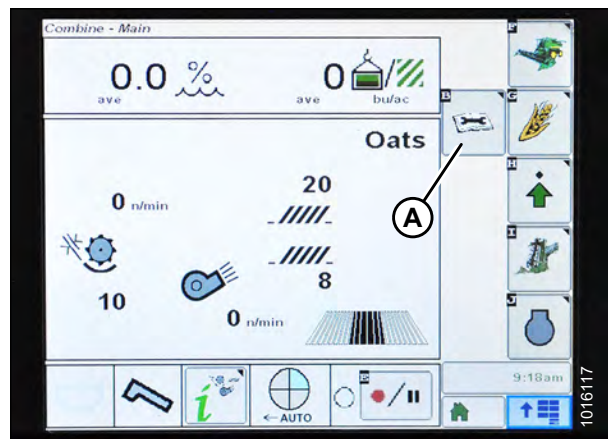 Combine - Main
F
0.0 %
ave
0 /
ave bu/ac
B
G
Oats
A
H
0 n/min
20
I
8
10
0 n/min
J
9:18am
← AUTO
E
/
i
1016117